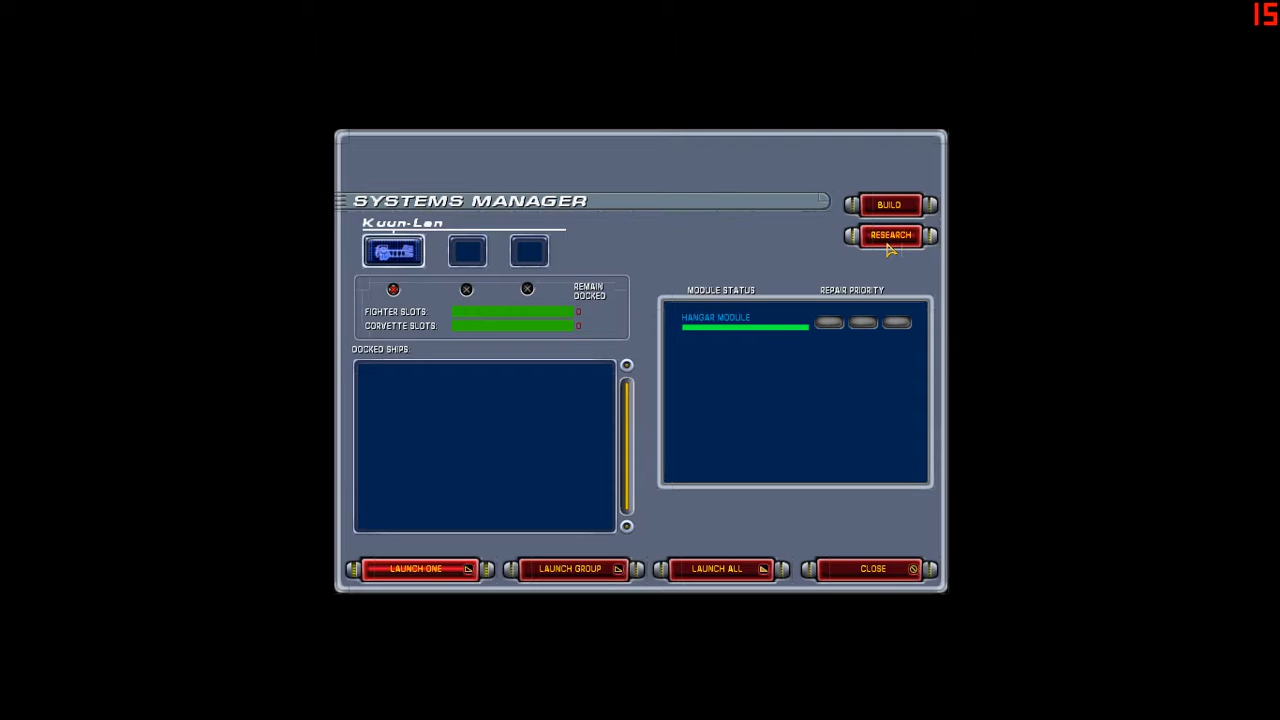 15
SYSTEMS MANAGER
BUILD
Kuun-Lan
RESEARCH
REMAIN
DOCKED
MODULE STATUS
REPAIR PRIORITY
FIGHTER SLOTS: 0
HANGAR MODULE
CORVETTE SLOTS: 0
DOCKED SHIPS:
LAUNCH ONE
LAUNCH GROUP
LAUNCH ALL
CLOSE